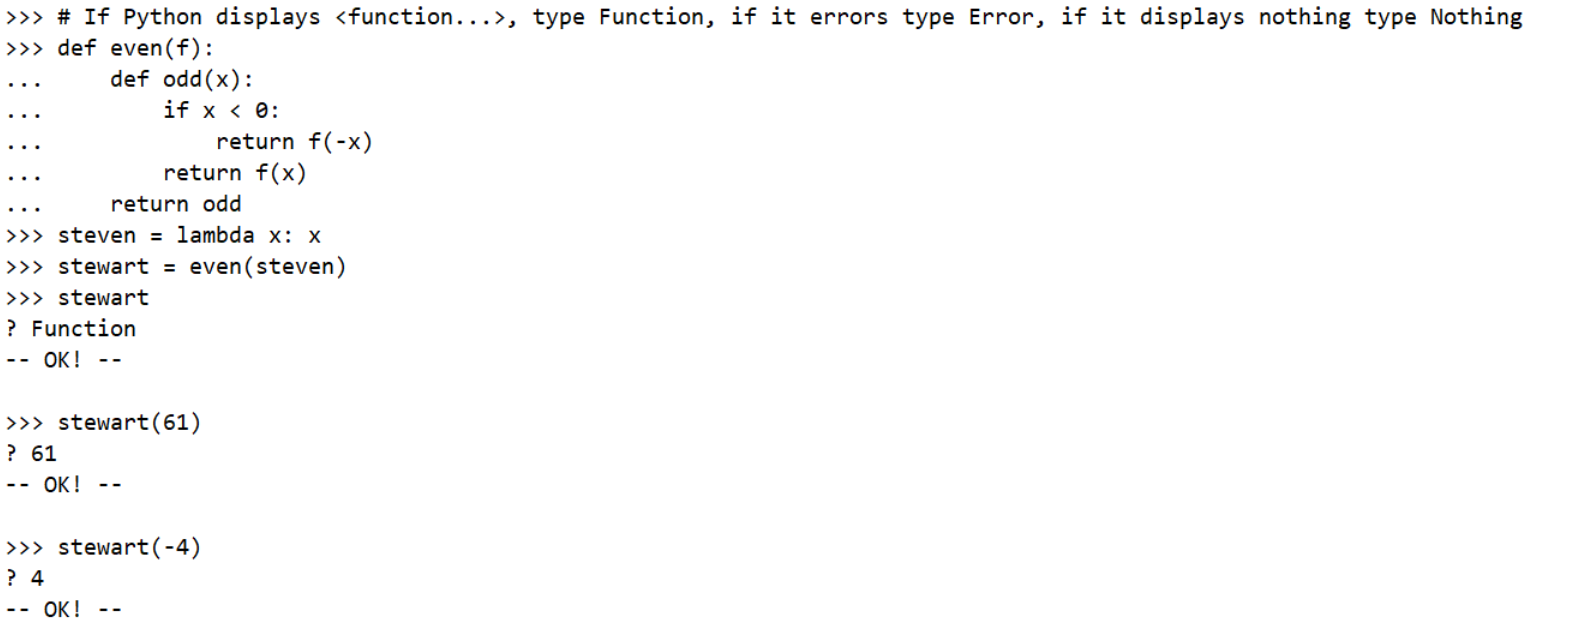 >>> # If Python displays <function...>, type Function, if it errors type Error, if it displays nothing type Nothing
>>> def even(f):
...     def odd(x):
...         if x < 0:
...             return f(-x)
...         return f(x)
...     return odd
>>> steven = lambda x: x
>>> stewart = even(steven)
>>> stewart
? Function
-- OK! --
>>> stewart(61)
? 61
-- OK! --
>>> stewart(-4)
? 4
-- OK! --